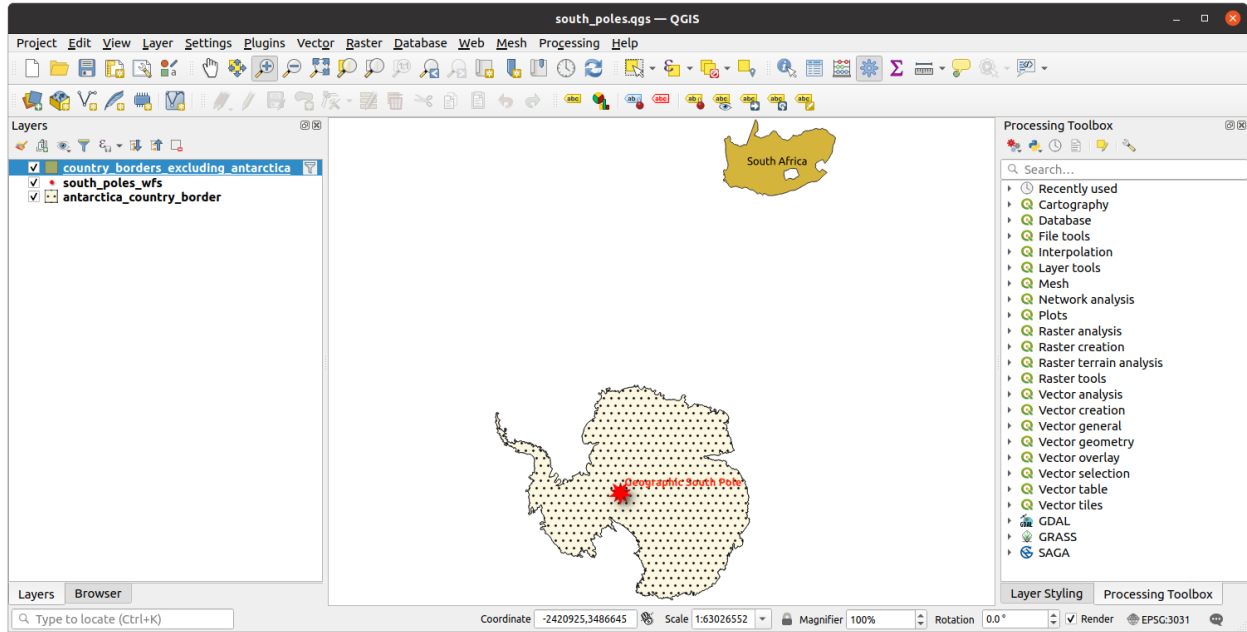 south_poles.qgs — QGIS
Project Edit View Layer Settings Plugins Vector Raster Database Web Mesh Processing Help
Layers
country_borders_excluding_antarctica
south_poles_wfs
antarctica_country_border
South Africa
Geographic South Pole
Processing Toolbox
Search...
Recently used
Cartography
Database
File tools
Interpolation
Layer tools
Mesh
Network analysis
Plots
Raster analysis
Raster creation
Raster terrain analysis
Raster tools
Vector analysis
Vector creation
Vector general
Vector geometry
Vector overlay
Vector selection
Vector table
Vector tiles
GDAL
GRASS
SAGA
Layers Browser
Layer Styling Processing Toolbox
Type to locate (Ctrl+K) Coordinate -2420925,3486645 Scale 1:63026552 Magnifier 100% Rotation 0.0° Render EPSG:3031